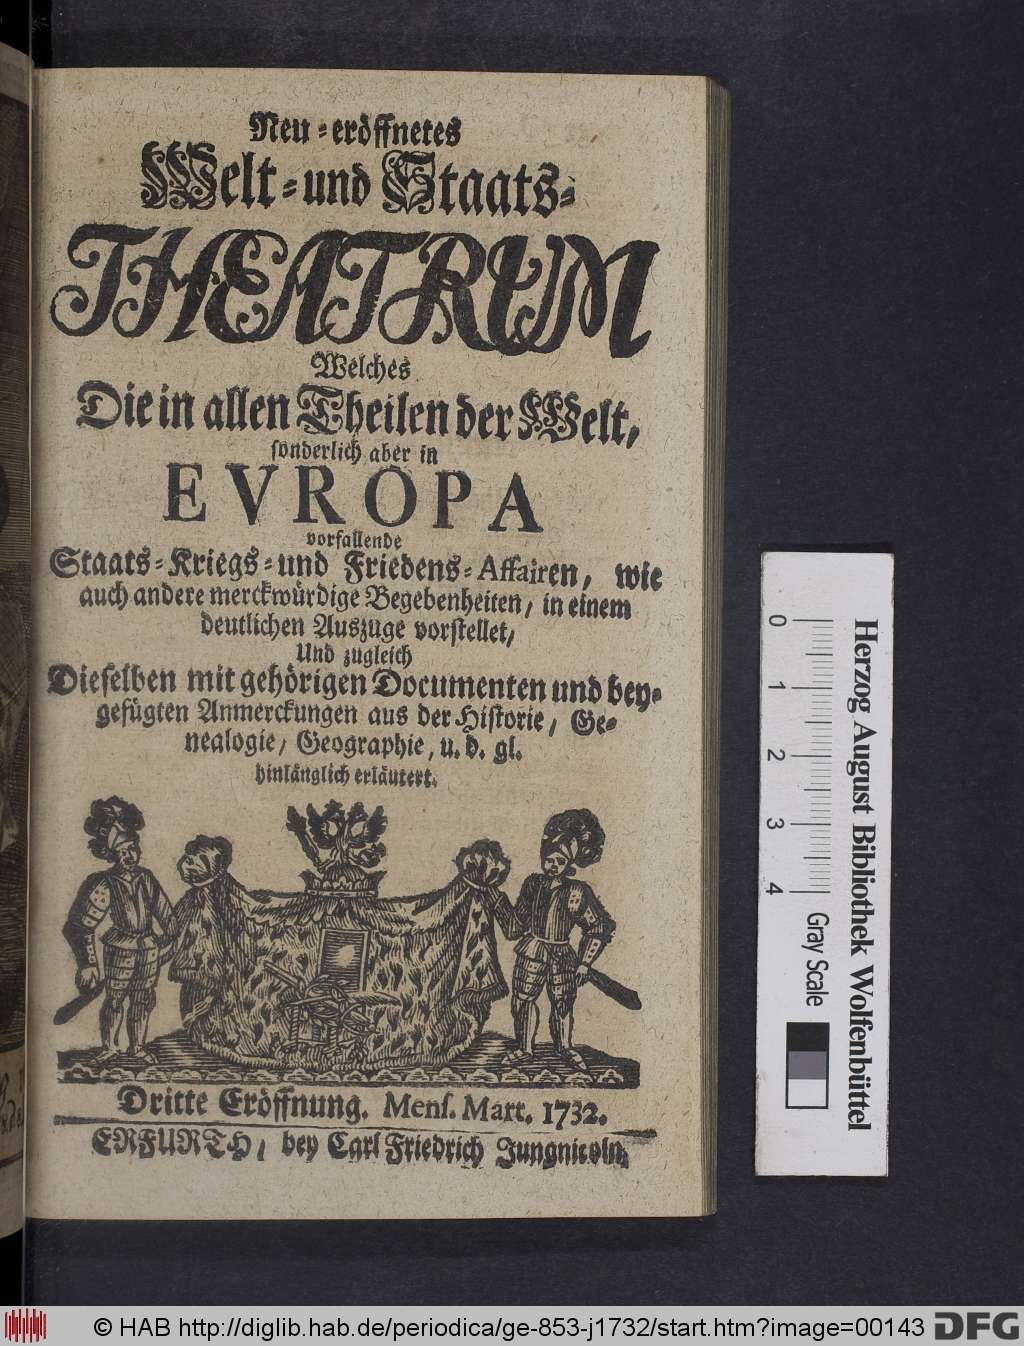 Neu-eröffnetes
Welt-und Staats-
THEATRUM
Welches
Die in allen Theilen der Welt,
sonderlich aber in
EVROPA
vorfallende
Staats-Kriegs-und Friedens-Affairen, wie
auch andere merckwürdige Begebenheiten, in einem
deutlichen Auszuge vorstellet,
Und zugleich
Dieselben mit gehörigen Documenten und bey-
gefügten Anmerckungen aus der Historie, Ge-
nealogie, Geographie, u. d. gl.
hinlänglich erläutert.
Dritte Eröffnung. Mens. Mart. 1732.
ERFURTH, bey Carl Friedrich Jungnicoln.
0 1 2 3 4 Gray Scale
Herzog August Bibliothek Wolfenbüttel
© HAB http://diglib.hab.de/periodica/ge-853-j1732/start.htm?image=00143 DFG